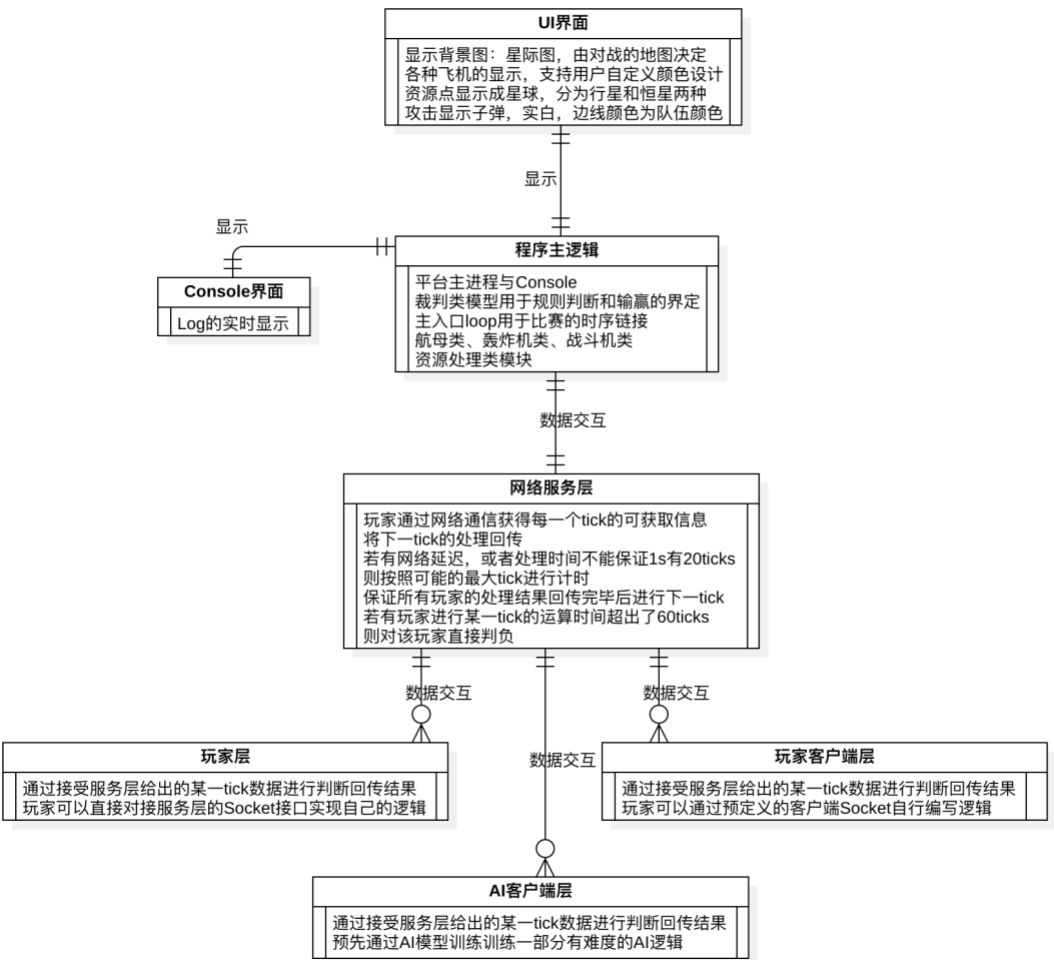 UI界面
显示背景图：星际图，由对战的地图决定
各种飞机的显示，支持用户自定义颜色设计
资源点显示成星球，分为行星和恒星两种
攻击显示子弹，实白，边线颜色为队伍颜色
显示
显示
程序主逻辑
平台主进程与Console
裁判类模型用于规则判断和输赢的界定
主入口loop用于比赛的时序链接
航母类、轰炸机类、战斗机类
资源处理类模块
Console界面
Log的实时显示
数据交互
网络服务层
玩家通过网络通信获得每一个tick的可获取信息
将下一tick的处理回传
若有网络延迟，或者处理时间不能保证1s有20ticks
则按照可能的最大tick进行计时
保证所有玩家的处理结果回传完毕后进行下一tick
若有玩家进行某一tick的运算时间超出了60ticks
则对该玩家直接判负
数据交互
数据交互
数据交互
玩家层
通过接受服务层给出的某一tick数据进行判断回传结果
玩家可以直接对接服务层的Socket接口实现自己的逻辑
玩家客户端层
通过接受服务层给出的某一tick数据进行判断回传结果
玩家可以通过预定义的客户端Socket自行编写逻辑
AI客户端层
通过接受服务层给出的某一tick数据进行判断回传结果
预先通过AI模型训练训练一部分有难度的AI逻辑